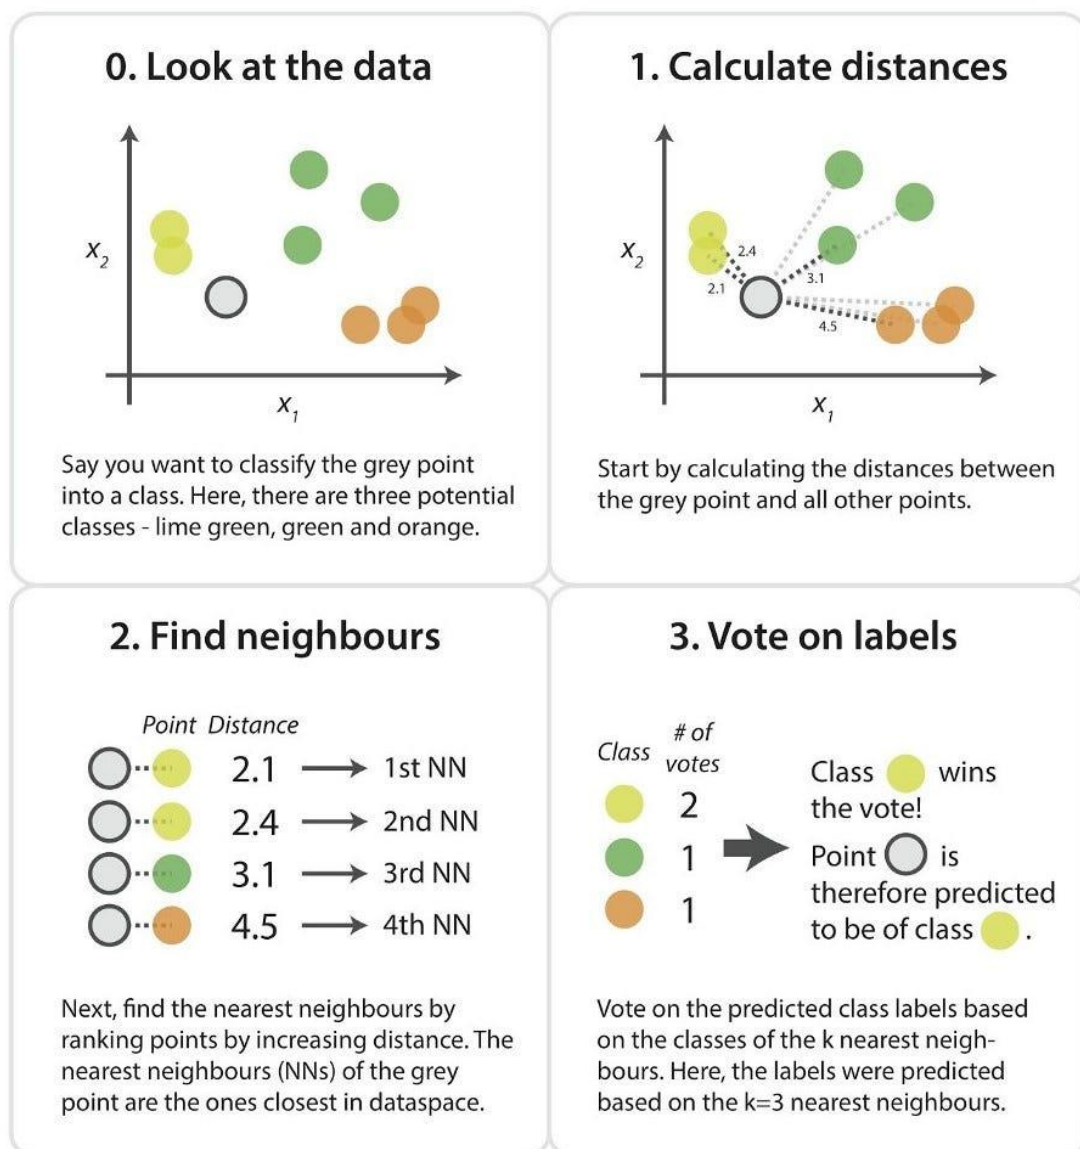 0. Look at the data
x2
x1
Say you want to classify the grey point
into a class. Here, there are three potential
classes - lime green, green and orange.
1. Calculate distances
x2
2.4
2.1
3.1
4.5
x1
Start by calculating the distances between
the grey point and all other points.
2. Find neighbours
Point Distance
2.1 1st NN
2.4 2nd NN
3.1 3rd NN
4.5 4th NN
Next, find the nearest neighbours by
ranking points by increasing distance. The
nearest neighbours (NNs) of the grey
point are the ones closest in dataspace.
3. Vote on labels
Class # of votes
2
1
1
Class wins
the vote!
Point is
therefore predicted
to be of class .
Vote on the predicted class labels based
on the classes of the k nearest neigh-
bours. Here, the labels were predicted
based on the k=3 nearest neighbours.